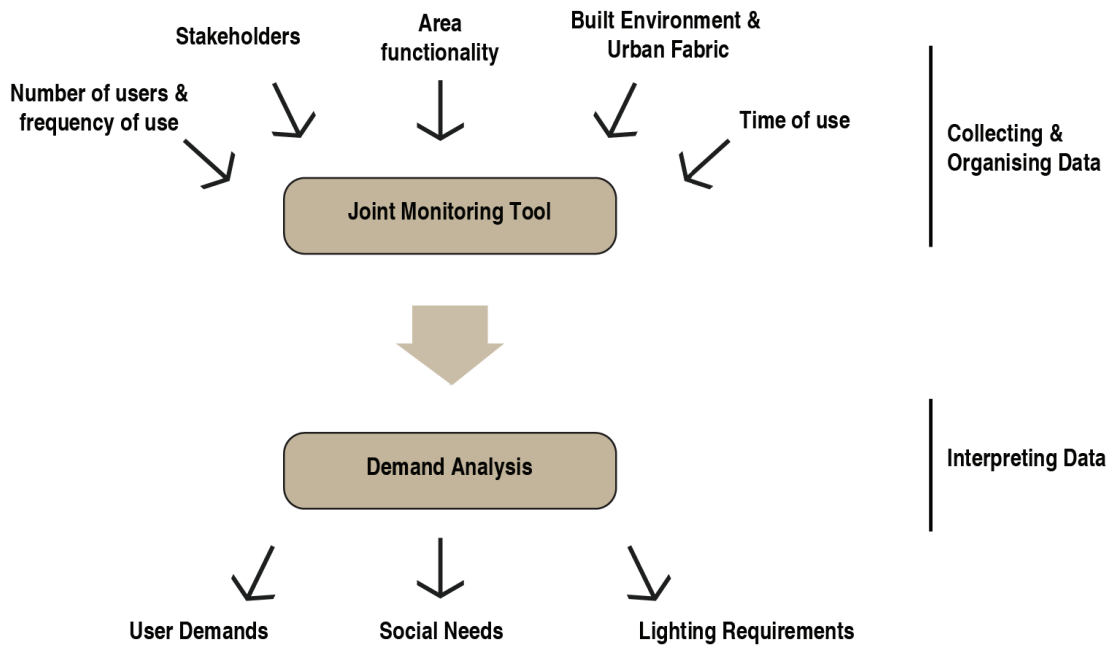 Stakeholders
Area
functionality
Built Environment &
Urban Fabric
Number of users &
frequency of use
Time of use
Collecting &
Organising Data
Joint Monitoring Tool
Demand Analysis
Interpreting Data
User Demands
Social Needs
Lighting Requirements